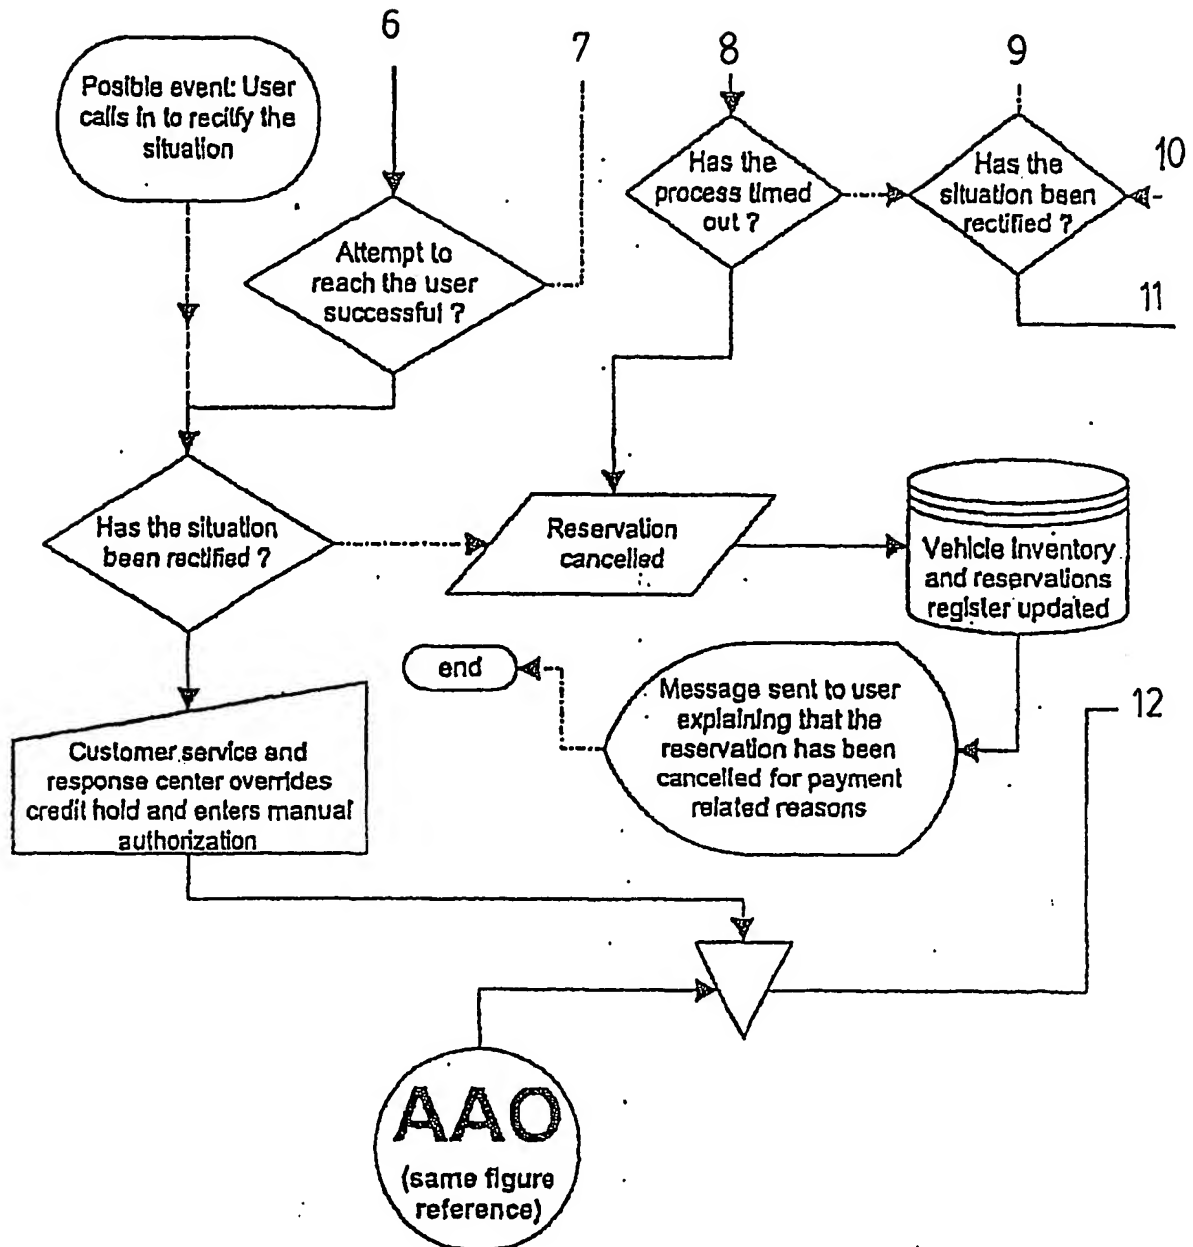 6
7
8
9
Posible event: User
calls in to recitfy the
situation
Has the
process timed
out ?
Has the
situation been
rectified ?
10
Attempt to
reach the user
successful ?
11
Has the situation
been rectified ?
Reservation
cancelled
Vehicle Inventory
and reservations
register updated
end
Message sent to user
explaining that the
reservation has been
cancelled for payment
related reasons
12
Customer service and
response center overrides
credit hold and enters manual
authorization
AAO
(same figure
reference)